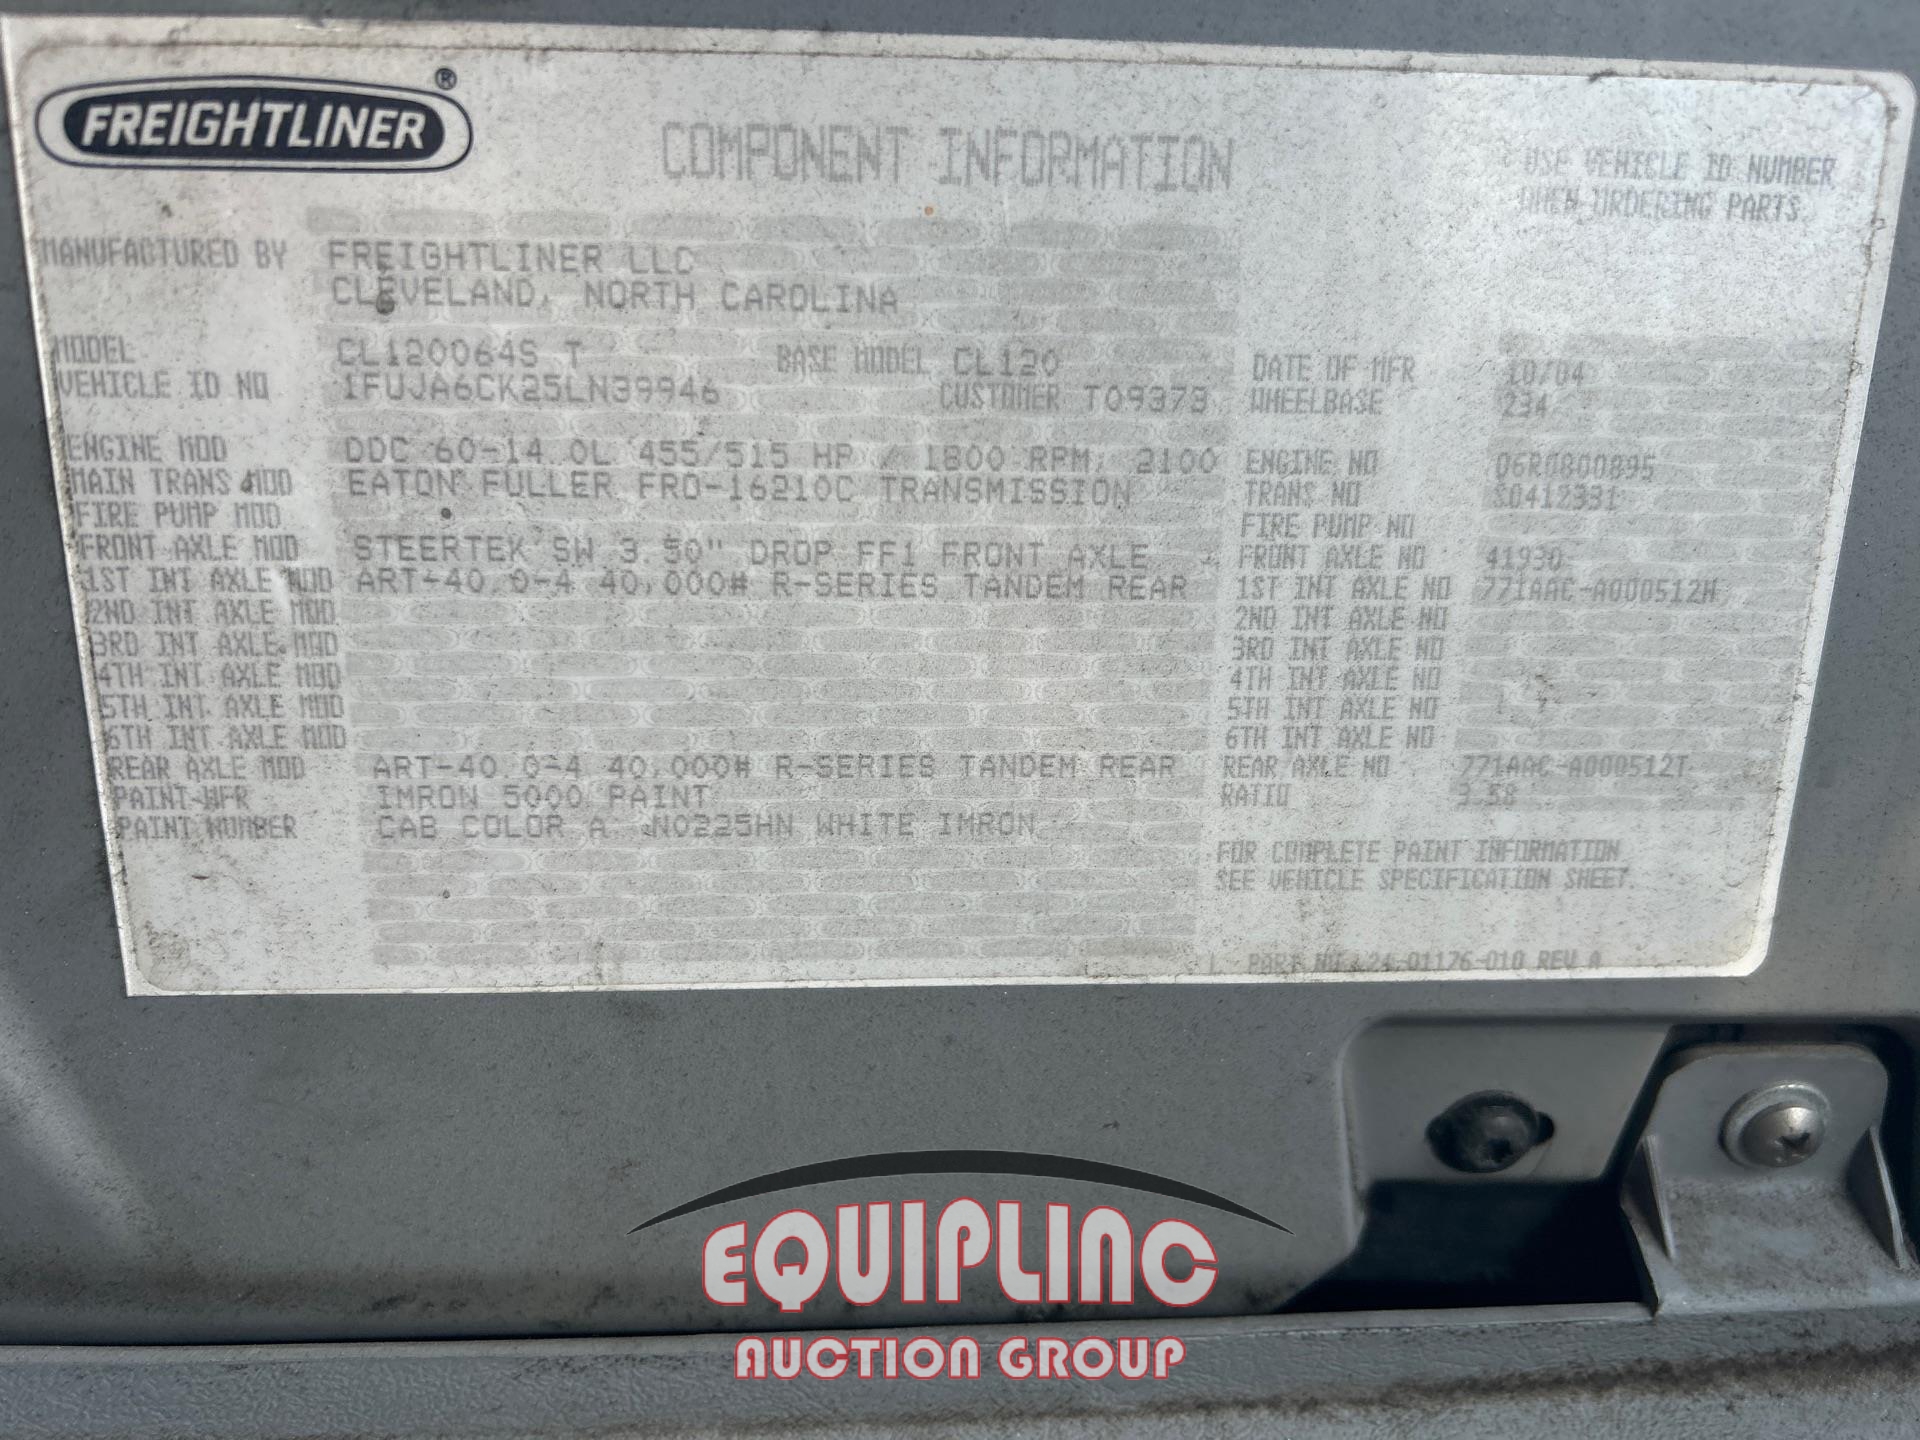 FREIGHTLINER®
COMPONENT INFORMATION
USE VEHICLE ID NUMBER
WHEN ORDERING PARTS.
MANUFACTURED BY FREIGHTLINER LLC
CLEVELAND, NORTH CAROLINA
MODEL CL120064S T BASE MODEL CL120 DATE OF MFR 10/04
VEHICLE ID NO 1FUJA6CK25LN39946 CUSTOMER T09373 WHEELBASE 234
ENGINE MOD DDC 60-14.0L 455/515 HP / 1800 RPM, 2100 ENGINE NO 06R0800895
MAIN TRANS MOD EATON FULLER FRO-16210C TRANSMISSION TRANS NO S0412331
FIRE PUMP MOD FIRE PUMP NO
FRONT AXLE MOD STEERTEK SW 3.50" DROP FF1 FRONT AXLE FRONT AXLE NO 41930
1ST INT AXLE MOD ART-40.0-4 40,000# R-SERIES TANDEM REAR 1ST INT AXLE NO 771AAC-A000512H
2ND INT AXLE MOD 2ND INT AXLE NO
3RD INT AXLE MOD 3RD INT AXLE NO
4TH INT AXLE MOD 4TH INT AXLE NO
5TH INT AXLE MOD 5TH INT AXLE NO
6TH INT AXLE MOD 6TH INT AXLE NO
REAR AXLE MOD ART-40.0-4 40,000# R-SERIES TANDEM REAR REAR AXLE NO 771AAC-A000512T
PAINT-MFR IMRON 5000 PAINT RATIO 3.58
PAINT NUMBER CAB COLOR A N0225HN WHITE IMRON
FOR COMPLETE PAINT INFORMATION
SEE VEHICLE SPECIFICATION SHEET.
PART NO. 24-01176-010 REV A
EQUIPLINC
AUCTION GROUP